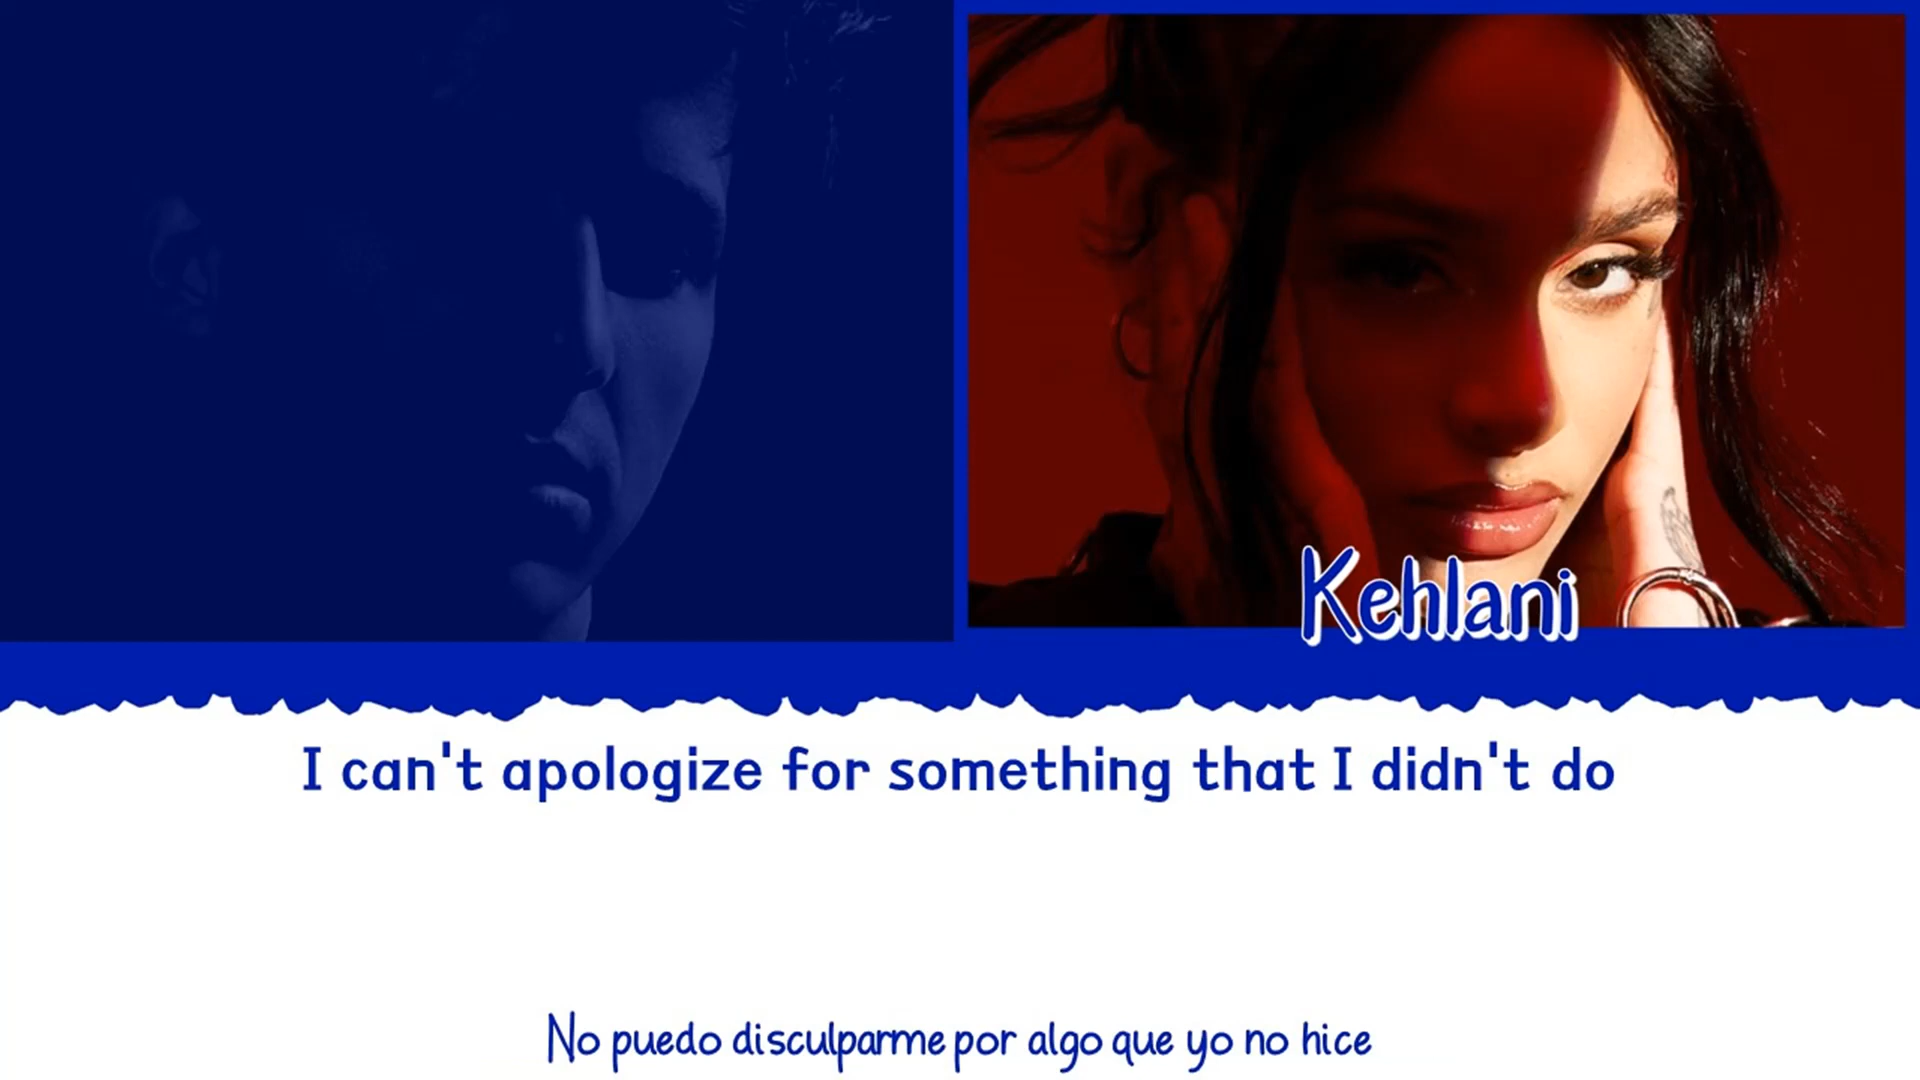 Kehlani
I can't apologize for something that I didn't do
No puedo disculparme por algo que yo no hice